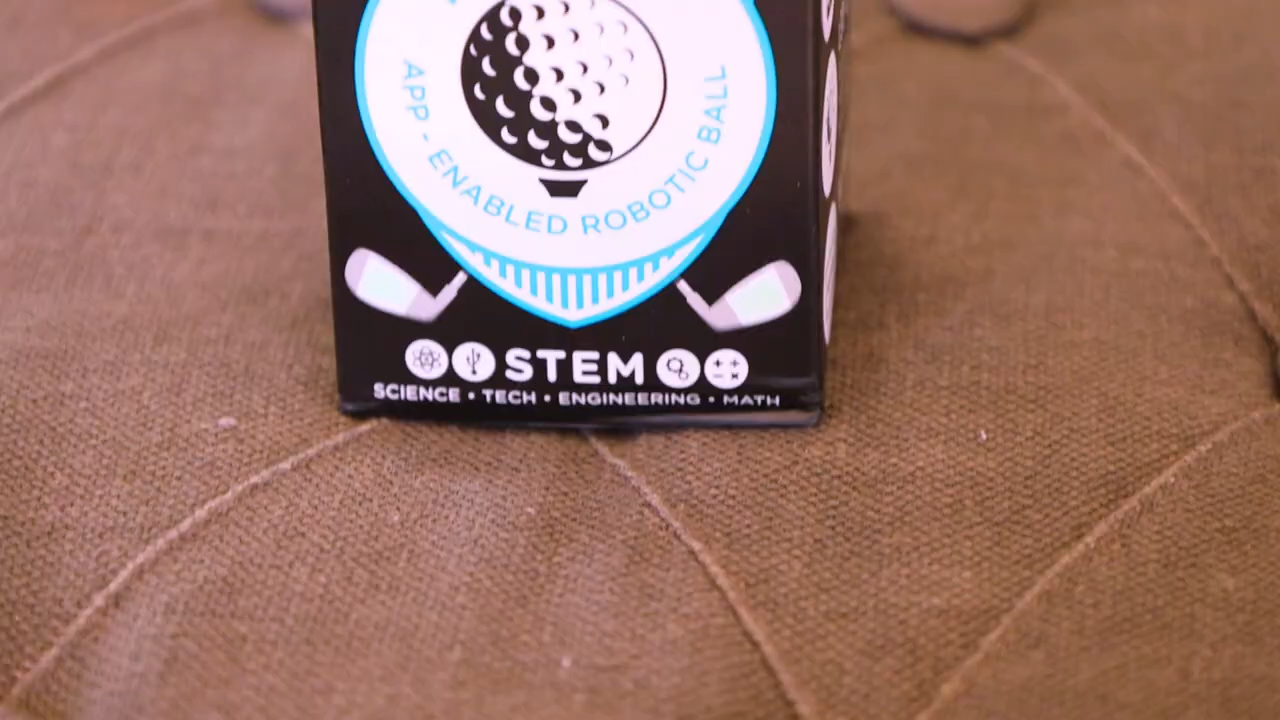 APP - ENABLED ROBOTIC BALL
STEM
SCIENCE • TECH • ENGINEERING • MATH